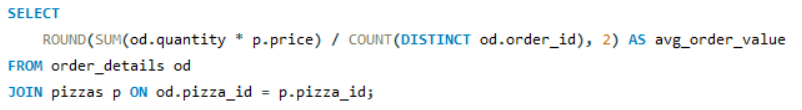 SELECT
    ROUND(SUM(od.quantity * p.price) / COUNT(DISTINCT od.order_id), 2) AS avg_order_value
FROM order_details od
JOIN pizzas p ON od.pizza_id = p.pizza_id;